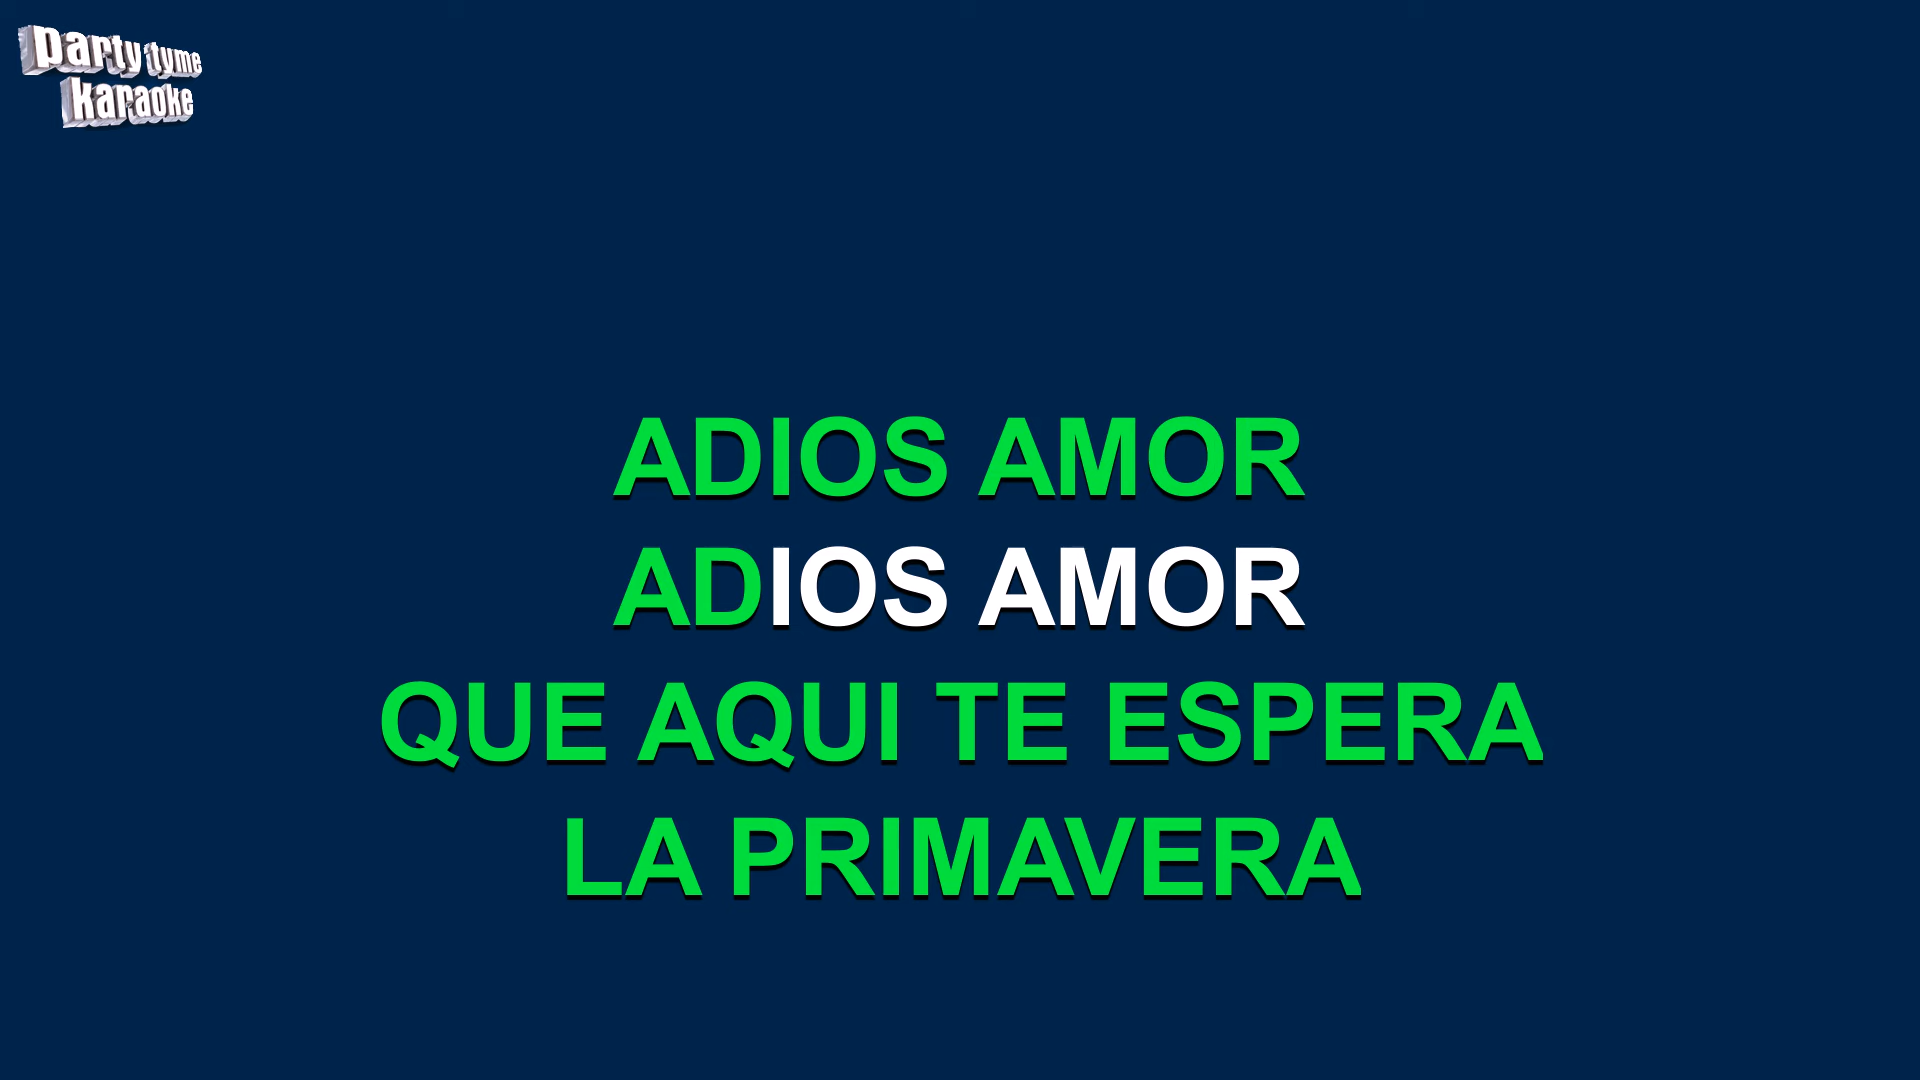 party tyme
karaoke
ADIOS AMOR
ADIOS AMOR
QUE AQUI TE ESPERA
LA PRIMAVERA